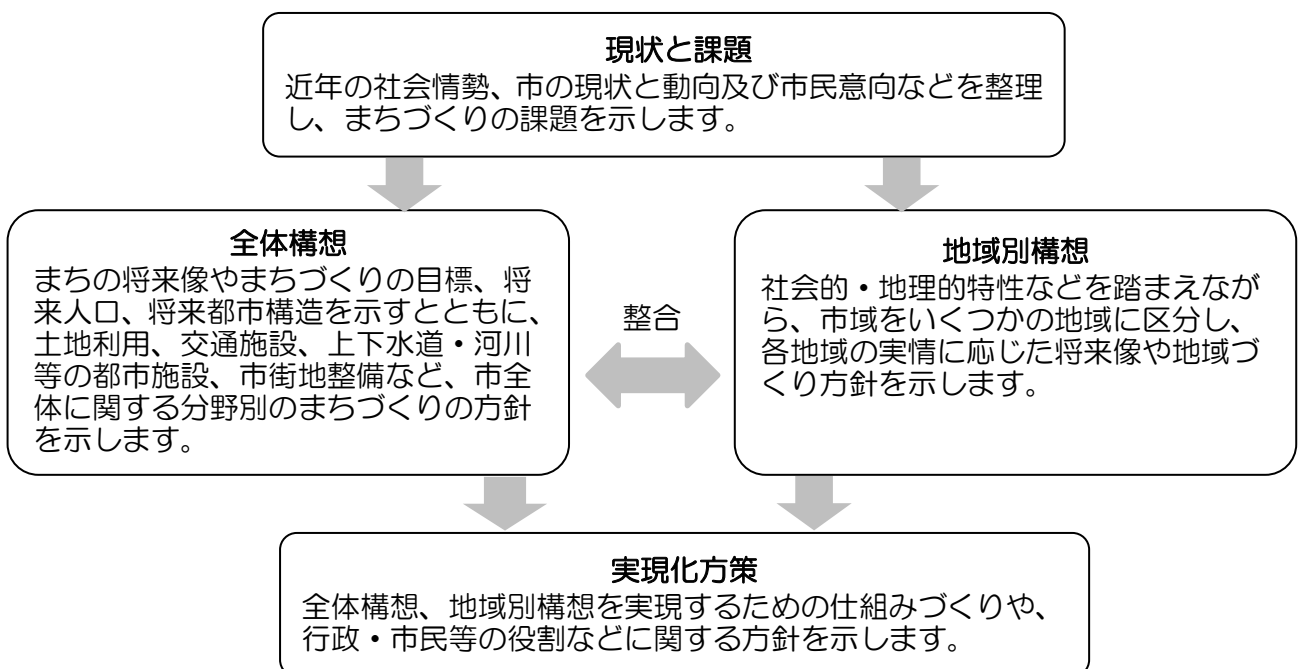 現状と課題
近年の社会情勢、市の現状と動向及び市民意向などを整理
し、まちづくりの課題を示します。
全体構想
まちの将来像やまちづくりの目標、将
来人口、将来都市構造を示すとともに、
土地利用、交通施設、上下水道・河川
等の都市施設、市街地整備など、市全
体に関する分野別のまちづくりの方針
を示します。
整合
地域別構想
社会的・地理的特性などを踏まえなが
ら、市域をいくつかの地域に区分し、
各地域の実情に応じた将来像や地域づ
くり方針を示します。
実現化方策
全体構想、地域別構想を実現するための仕組みづくりや、
行政・市民等の役割などに関する方針を示します。